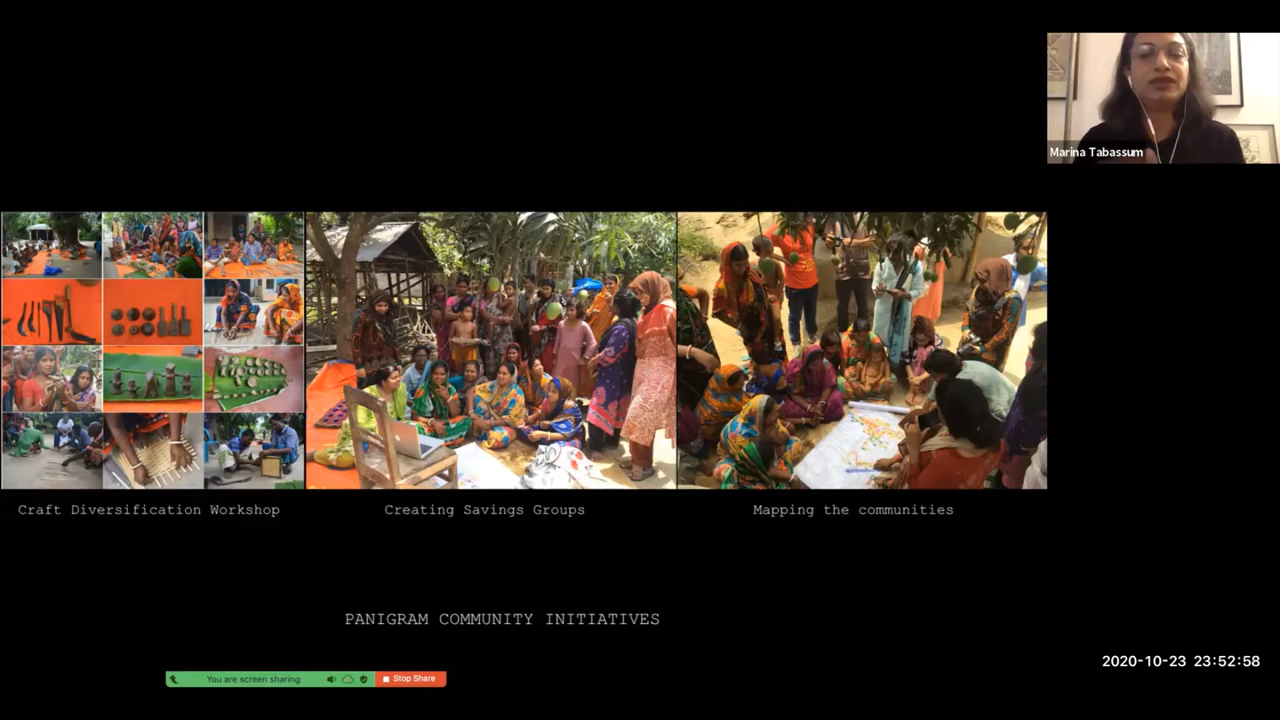 Marina Tabassum
Craft Diversification Workshop
Creating Savings Groups
Mapping the communities
PANIGRAM COMMUNITY INITIATIVES
2020-10-23 23:52:58
You are screen sharing
Stop Share